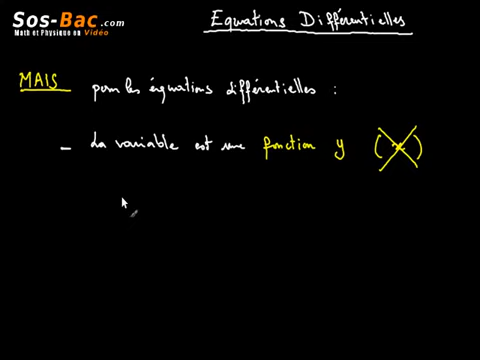 Sos-Bac.com
Math et Physique en Vidéo
Equations Différentielles
MAIS pour les équations différentielles :
- La variable est une fonction y (x)